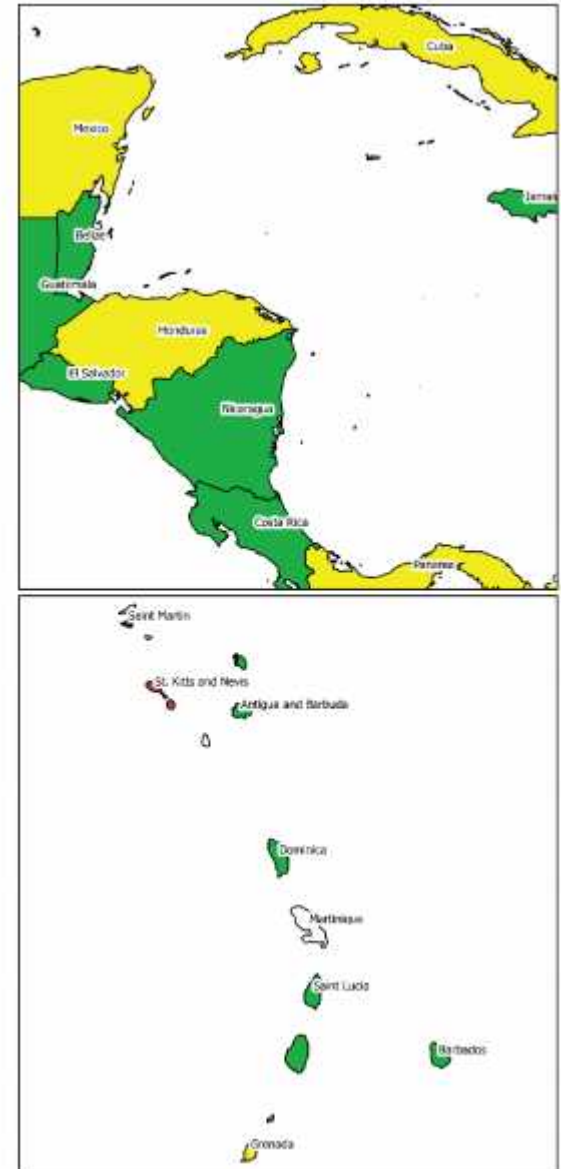 Cuba
Mexico
Belize
Guatemala
Honduras
El Salvador
Nicaragua
Costa Rica
Panama
Saint Martin
St. Kitts and Nevis
Antigua and Barbuda
Dominica
Martinique
Saint Lucia
Barbados
Grenada